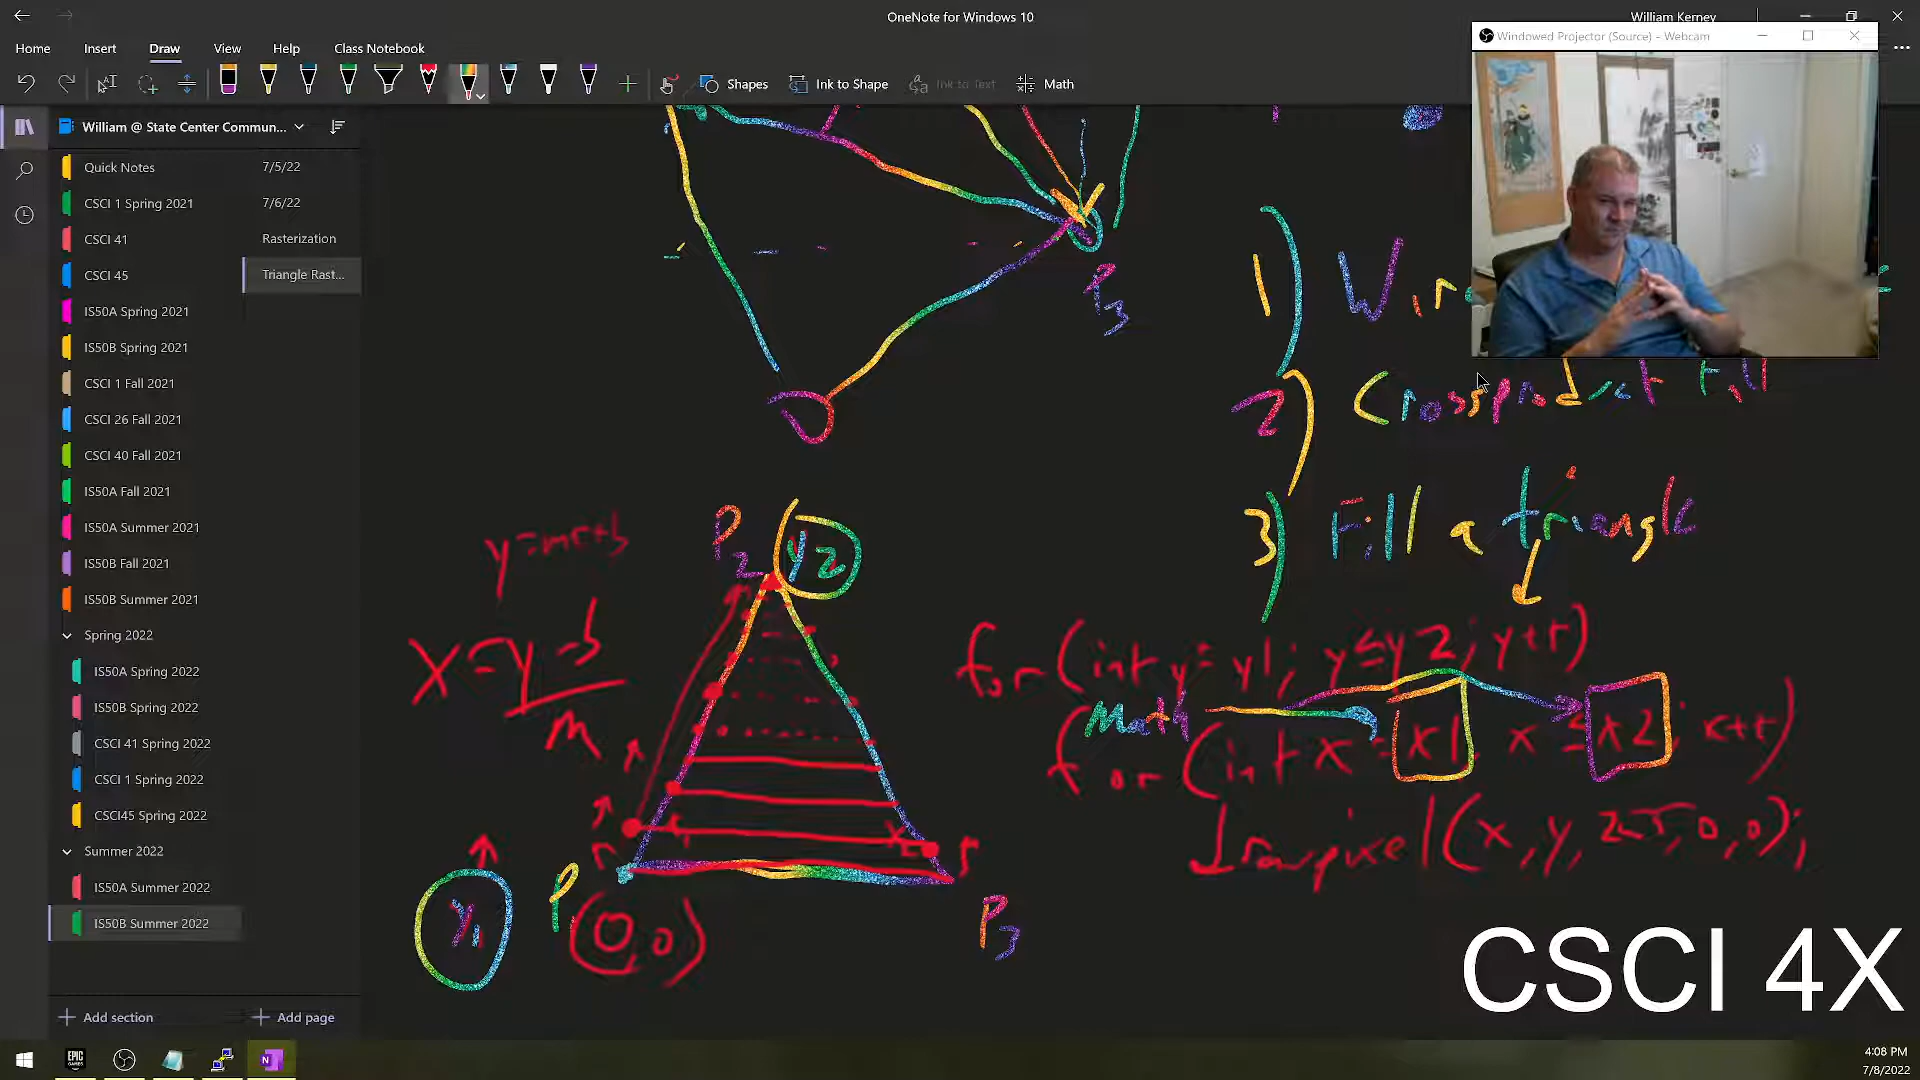 OneNote for Windows 10
William Kerney
Home Insert Draw View Help Class Notebook
Windowed Projector (Source) - Webcam
Shapes Ink to Shape Ink to Text Math
William @ State Center Commun...
Quick Notes
CSCI 1 Spring 2021
CSCI 41
CSCI 45
IS50A Spring 2021
IS50B Spring 2021
CSCI 1 Fall 2021
CSCI 26 Fall 2021
CSCI 40 Fall 2021
IS50A Fall 2021
IS50A Summer 2021
IS50B Fall 2021
IS50B Summer 2021
Spring 2022
IS50A Spring 2022
IS50B Spring 2022
CSCI 41 Spring 2022
CSCI 1 Spring 2022
CSCI45 Spring 2022
Summer 2022
IS50A Summer 2022
IS50B Summer 2022
Add section
7/5/22
7/6/22
Rasterization
Triangle Rast...
Add page
P3
1)
2) Crossproduct Fill
3) Fill a triangle
y=mx+b
P2 y2
x = y-b
m
for(int y= y1; y≤y2; y++)
Math
for(int x = x1; x ≤ x2; x++)
drawpixel(x, y, 255, 0, 0);
y1
P1
(0,0)
P3
CSCI 4X
4:08 PM
7/8/2022